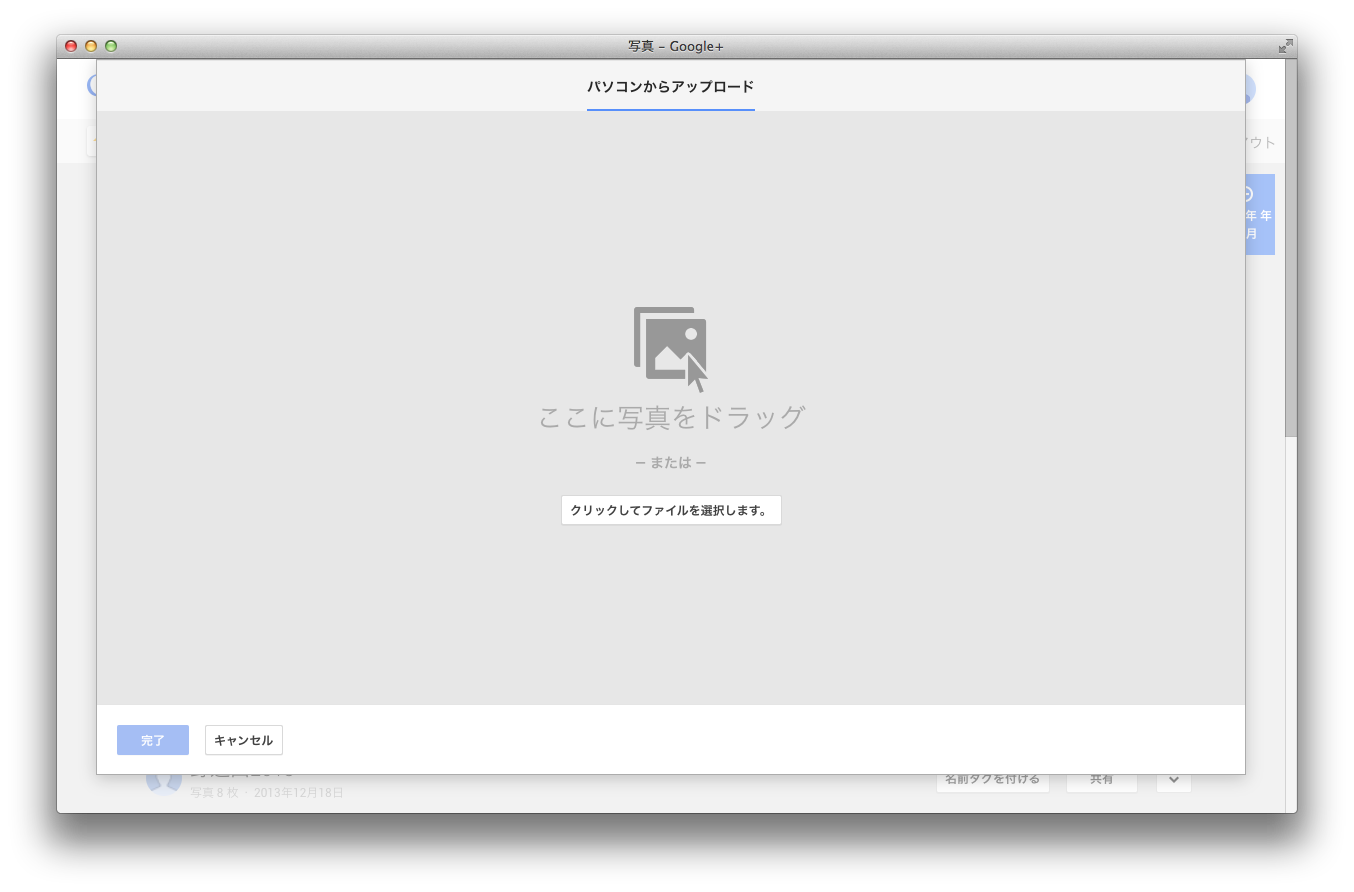 写真 – Google+
パソコンからアップロード
アウト
年 年
月
ここに写真をドラッグ
– または –
クリックしてファイルを選択します。
完了
キャンセル
写真 8 枚 - 2013年12月18日
名前タグを付ける
共有